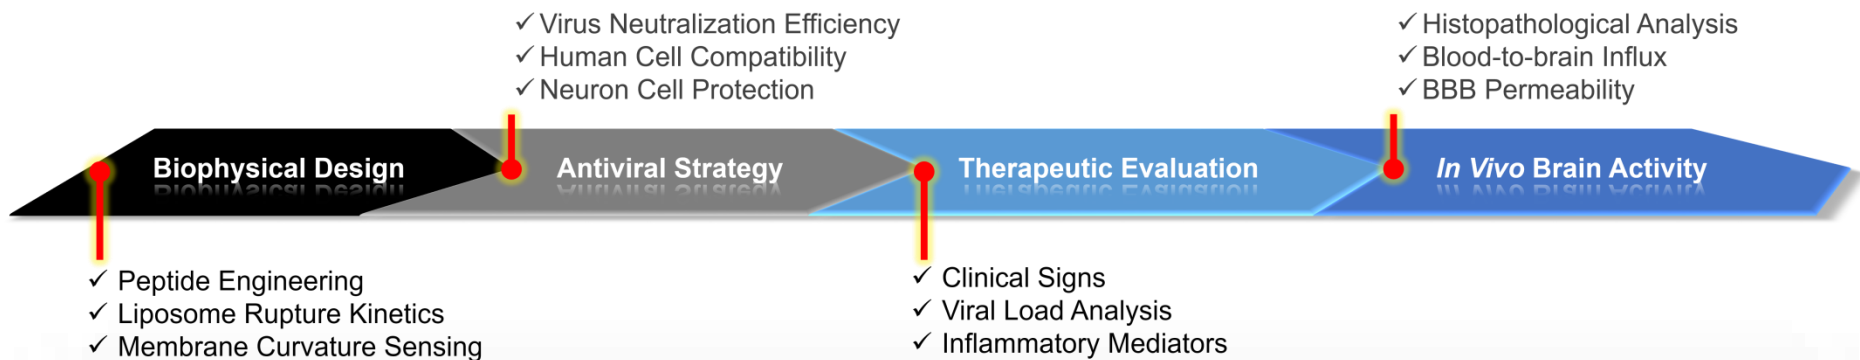 ✓ Virus Neutralization Efficiency
✓ Human Cell Compatibility
✓ Neuron Cell Protection
✓ Histopathological Analysis
✓ Blood-to-brain Influx
✓ BBB Permeability
Biophysical Design
Antiviral Strategy
Therapeutic Evaluation
In Vivo Brain Activity
✓ Peptide Engineering
✓ Liposome Rupture Kinetics
✓ Membrane Curvature Sensing
✓ Clinical Signs
✓ Viral Load Analysis
✓ Inflammatory Mediators